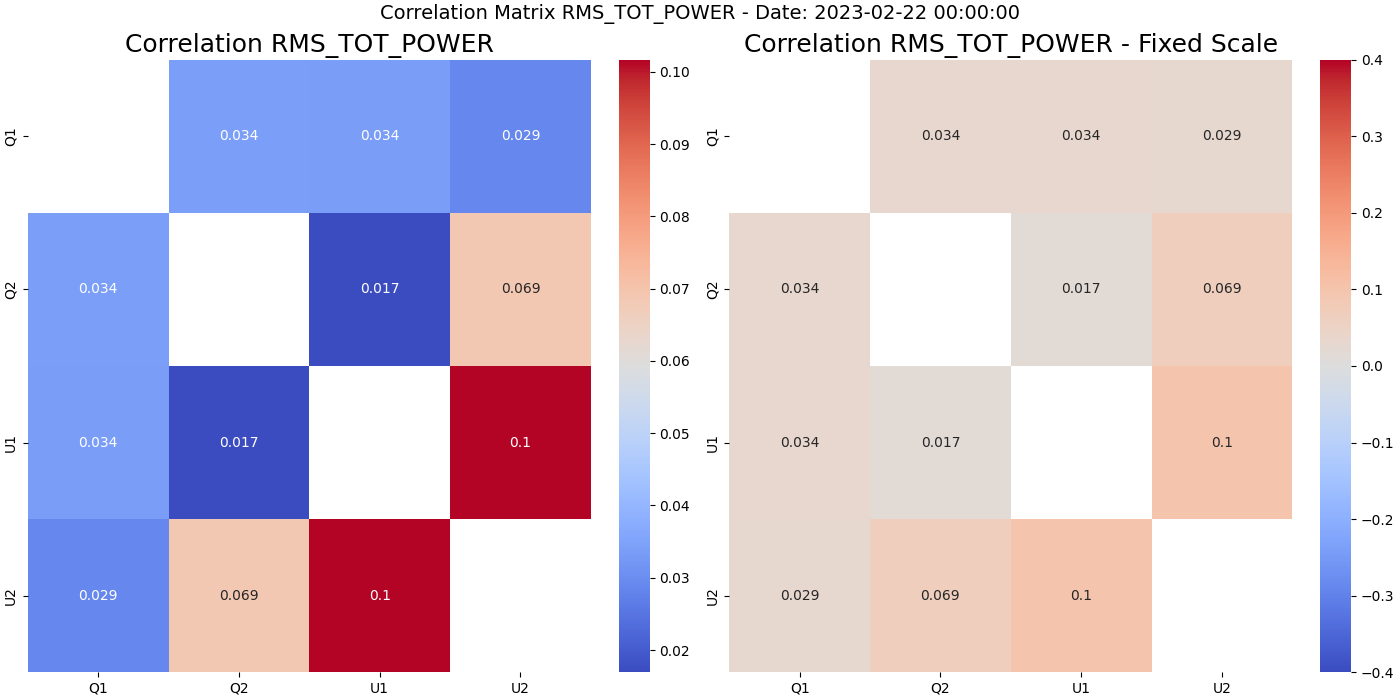 Correlation Matrix RMS_TOT_POWER - Date: 2023-02-22 00:00:00
Correlation RMS_TOT_POWER
Q1
0.034
0.034
0.029
Q2
0.034
0.017
0.069
U1
0.034
0.017
0.1
U2
0.029
0.069
0.1
Q1
Q2
U1
U2
0.10
0.09
0.08
0.07
0.06
0.05
0.04
0.03
0.02
Correlation RMS_TOT_POWER - Fixed Scale
Q1
0.034
0.034
0.029
Q2
0.034
0.017
0.069
U1
0.034
0.017
0.1
U2
0.029
0.069
0.1
Q1
Q2
U1
U2
0.4
0.3
0.2
0.1
0.0
−0.1
−0.2
−0.3
−0.4